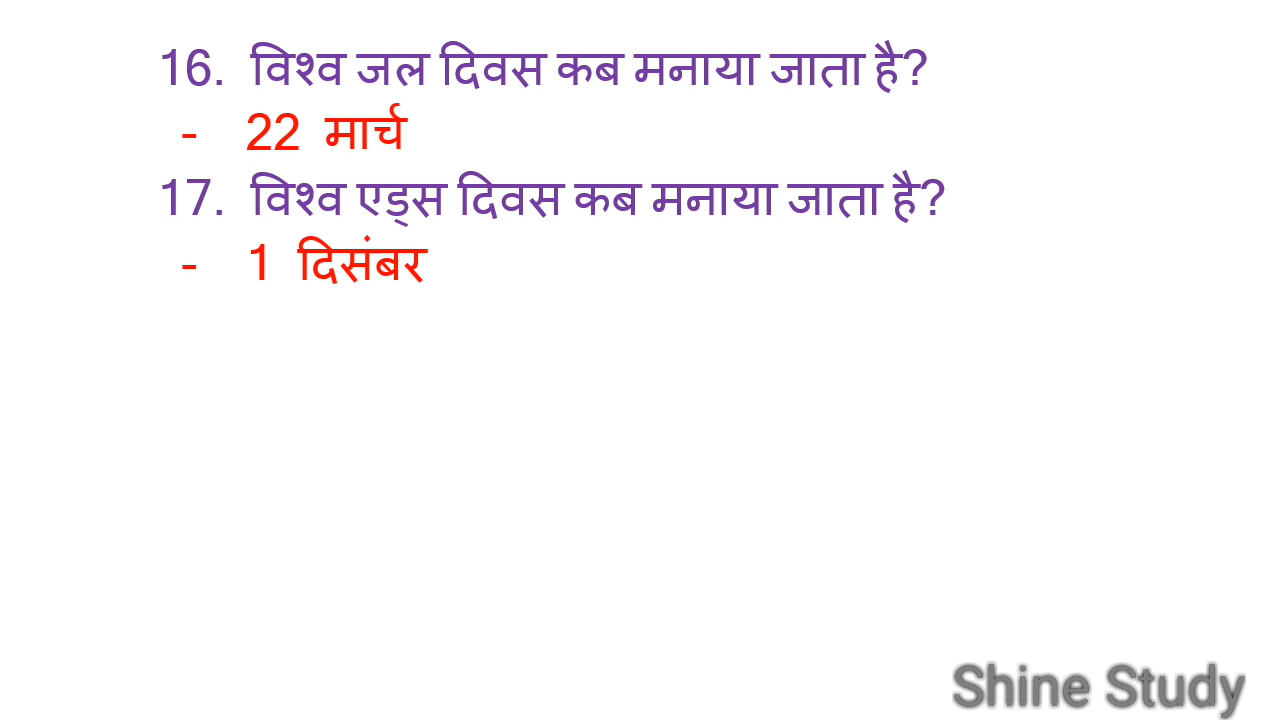 16. विश्व जल दिवस कब मनाया जाता है?
- 22 मार्च
17. विश्व एड्स दिवस कब मनाया जाता है?
- 1 दिसंबर
Shine Study